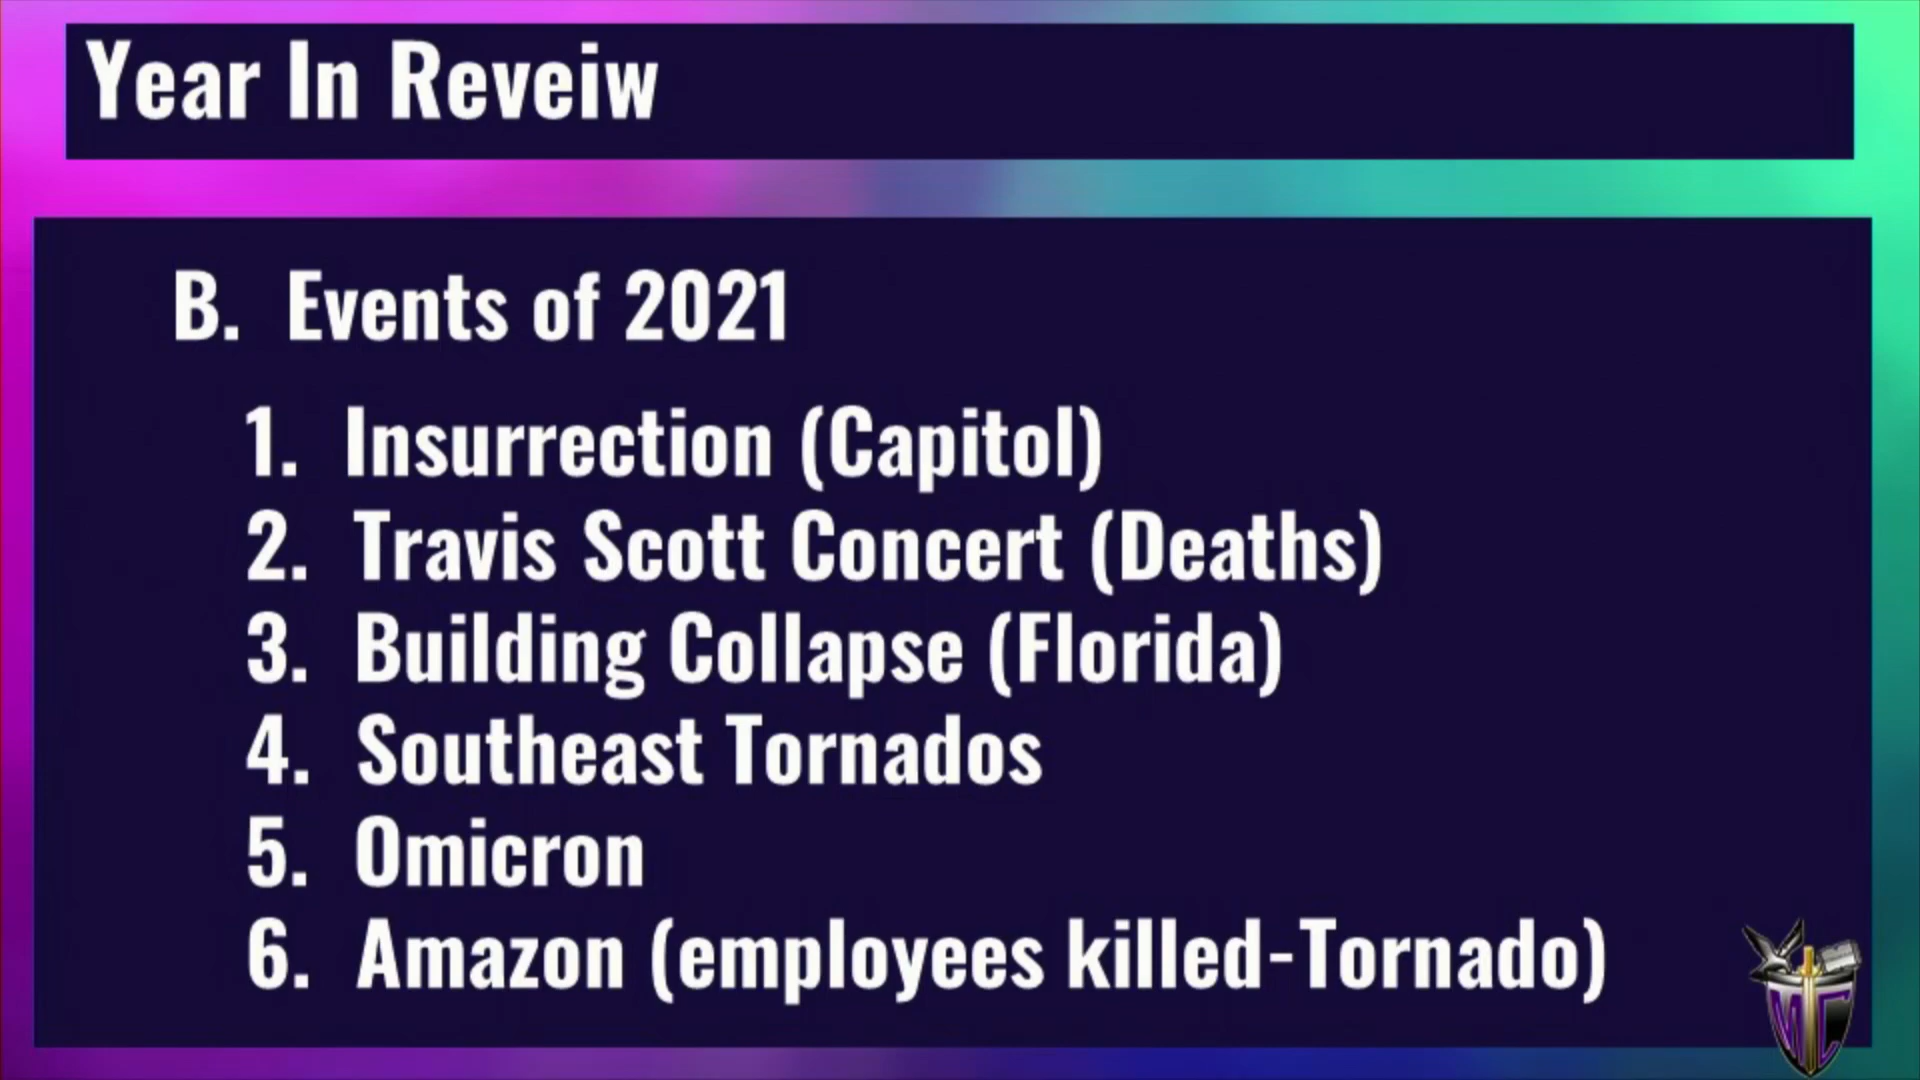 Year In Reveiw
B. Events of 2021
1. Insurrection (Capitol)
2. Travis Scott Concert (Deaths)
3. Building Collapse (Florida)
4. Southeast Tornados
5. Omicron
6. Amazon (employees killed-Tornado)
MC